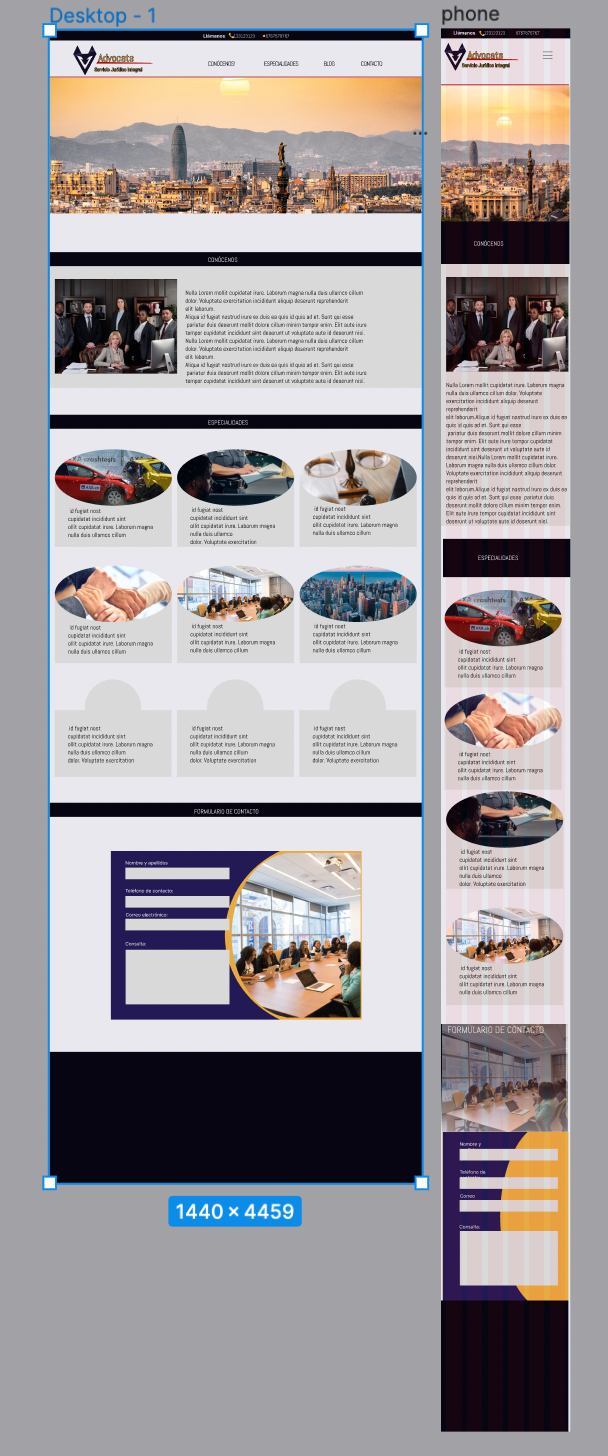 Desktop - 1
Llámanos
CONÓCENOS
ESPECIALIDADES
BLOG
CONTACTO
Advocats
Servicio Jurídico Integral
CONÓCENOS
Nulla Lorem mollit cupidatat irure. Laborum magna nulla duis ullamco cillum
dolor. Voluptate exercitation incididunt aliquip deserunt reprehenderit
elit laborum.
Aliqua id fugiat nostrud irure ex duis ea quis id quis ad et. Sunt qui esse
pariatur duis deserunt mollit dolore cillum minim tempor enim. Elit aute irure
tempor cupidatat incididunt sint deserunt ut voluptate aute id deserunt nisi.
Nulla Lorem mollit cupidatat irure. Laborum magna nulla duis ullamco cillum
dolor. Voluptate exercitation incididunt aliquip deserunt reprehenderit
elit laborum.
Aliqua id fugiat nostrud irure ex duis ea quis id quis ad et. Sunt qui esse
pariatur duis deserunt mollit dolore cillum minim tempor enim. Elit aute irure
tempor cupidatat incididunt sint deserunt ut voluptate aute id deserunt nisi.
ESPECIALIDADES
id fugiat nost
cupidatat incididunt sint
ollit cupidatat irure. Laborum magna
nulla duis ullamco cillum
id fugiat nost
cupidatat incididunt sint
ollit cupidatat irure. Laborum magna
nulla duis ullamco
dolor. Voluptate exercitation
id fugiat nost
cupidatat incididunt sint
ollit cupidatat irure. Laborum magna
nulla duis ullamco cillum
id fugiat nost
cupidatat incididunt sint
ollit cupidatat irure. Laborum magna
nulla duis ullamco cillum
id fugiat nost
cupidatat incididunt sint
ollit cupidatat irure. Laborum magna
nulla duis ullamco cillum
id fugiat nost
cupidatat incididunt sint
ollit cupidatat irure. Laborum magna
nulla duis ullamco cillum
id fugiat nost
cupidatat incididunt sint
ollit cupidatat irure. Laborum magna
nulla duis ullamco cillum
dolor. Voluptate exercitation
id fugiat nost
cupidatat incididunt sint
ollit cupidatat irure. Laborum magna
nulla duis ullamco cillum
dolor. Voluptate exercitation
id fugiat nost
cupidatat incididunt sint
ollit cupidatat irure. Laborum magna
nulla duis ullamco cillum
dolor. Voluptate exercitation
FORMULARIO DE CONTACTO
Nombre y apellidos
Teléfono de contacto:
Correo electrónico:
Consulta:
1440 × 4459
phone
Llámanos
Advocats
Servicio Jurídico Integral
CONÓCENOS
Nulla Lorem mollit cupidatat irure. Laborum magna
nulla duis ullamco cillum dolor. Voluptate
exercitation incididunt aliquip deserunt
reprehenderit
elit laborum.Aliqua id fugiat nostrud irure ex duis ea
quis id quis ad et. Sunt qui esse
pariatur duis deserunt mollit dolore cillum minim
tempor enim. Elit aute irure tempor cupidatat
incididunt sint deserunt ut voluptate aute id
deserunt nisi.Nulla Lorem mollit cupidatat irure.
Laborum magna nulla duis ullamco cillum dolor.
Voluptate exercitation incididunt aliquip deserunt
reprehenderit
elit laborum.Aliqua id fugiat nostrud irure ex duis ea
quis id quis ad et. Sunt qui esse pariatur duis
deserunt mollit dolore cillum minim tempor enim.
Elit aute irure tempor cupidatat incididunt sint
deserunt ut voluptate aute id deserunt nisi.
ESPECIALIDADES
id fugiat nost
cupidatat incididunt sint
ollit cupidatat irure. Laborum magna
nulla duis ullamco cillum
id fugiat nost
cupidatat incididunt sint
ollit cupidatat irure. Laborum magna
nulla duis ullamco cillum
id fugiat nost
cupidatat incididunt sint
ollit cupidatat irure. Laborum magna
nulla duis ullamco
dolor. Voluptate exercitation
id fugiat nost
cupidatat incididunt sint
ollit cupidatat irure. Laborum magna
nulla duis ullamco cillum
FORMULARIO DE CONTACTO
Nombre y
Teléfono de
Correo
Consulta: